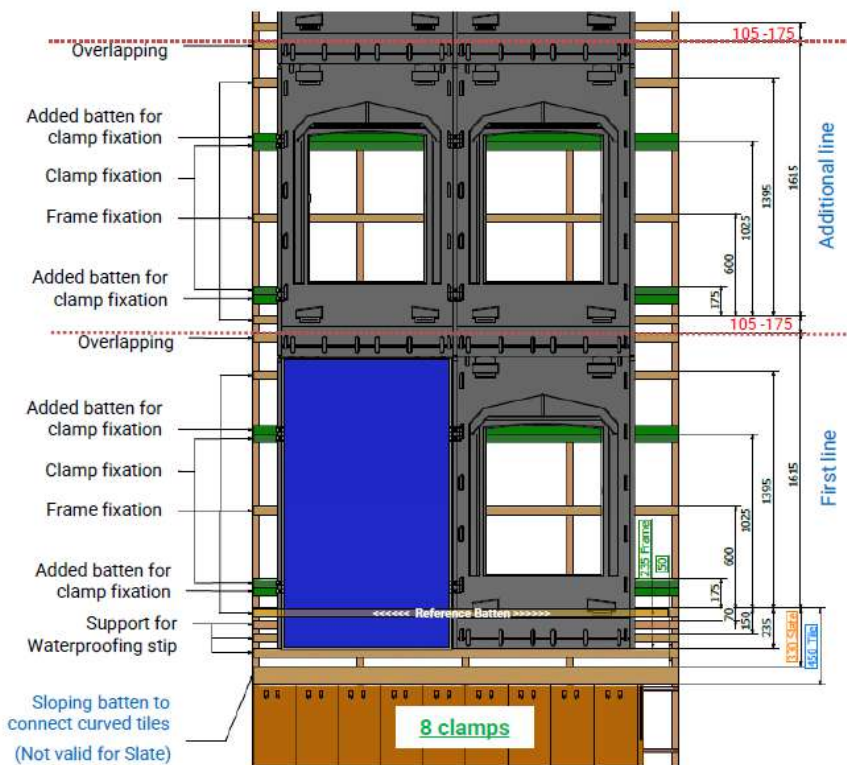 105 -175
Overlapping
Added batten for
clamp fixation
Clamp fixation
Frame fixation
Added batten for
clamp fixation
1615
1395
1025
600
175
Additional line
105 -175
Overlapping
Added batten for
clamp fixation
Clamp fixation
Frame fixation
Added batten for
clamp fixation
1615
1395
1025
600
175
First line
235 Frame
50
<<<<<< Reference Batten >>>>>>
Support for
Waterproofing stip
70
150
235
330 Slate
450 Tile
Sloping batten to
connect curved tiles
(Not valid for Slate)
8 clamps